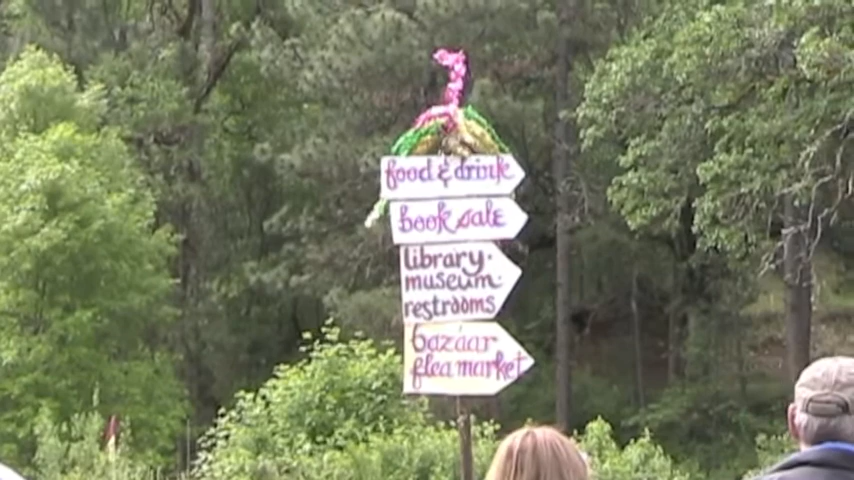 food & drink
book sale
library·
museum·
restrooms
bazaar
flea market